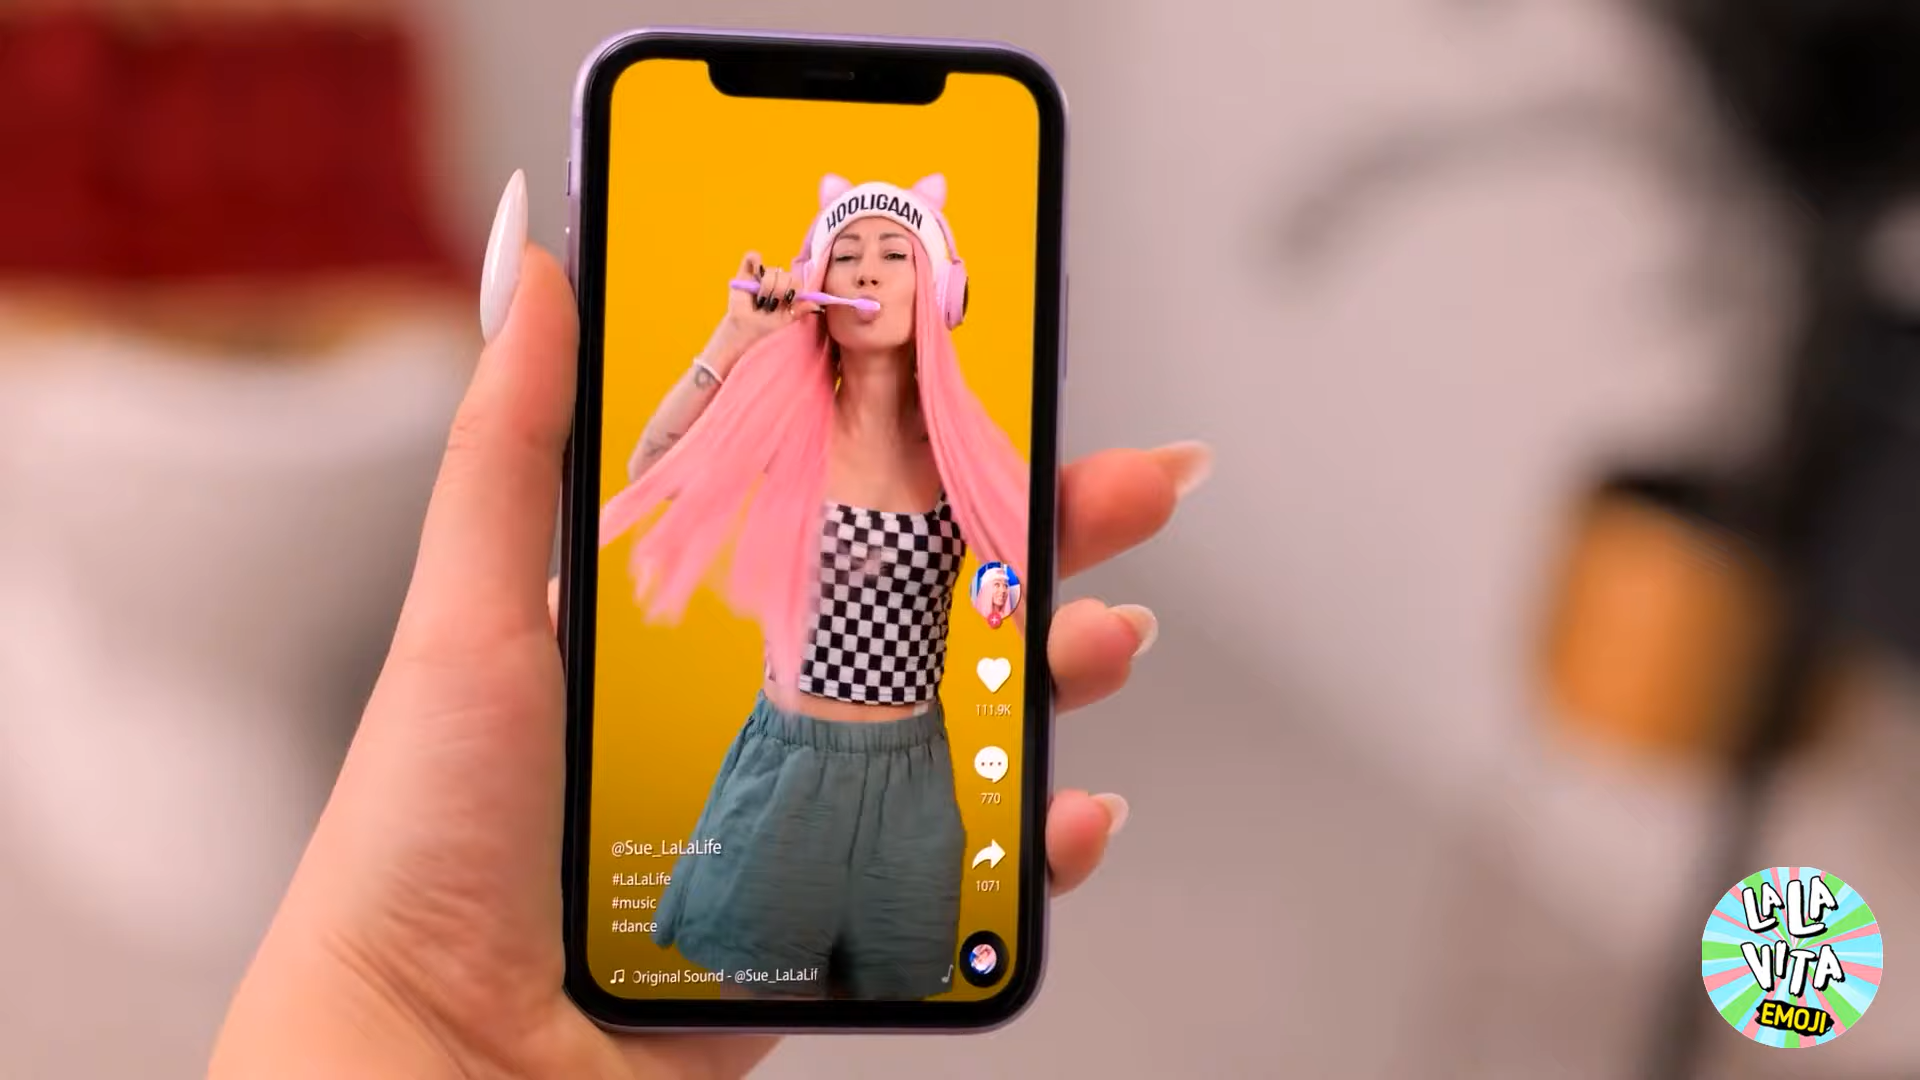 HOOLIGAAN
111.9K
770
1071
@Sue_LaLaLife
#LaLaLife
#music
#dance
Original Sound - @Sue_LaLaLif
LA LA
VITA
EMOJI